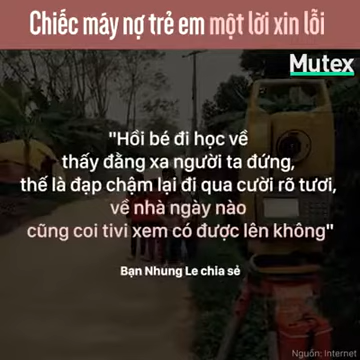 Chiếc máy nợ trẻ em một lời xin lỗi
Mutex
"Hồi bé đi học về
thấy đằng xa người ta đứng,
thế là đạp chậm lại đi qua cười rõ tươi,
về nhà ngày nào
cũng coi tivi xem có được lên không"
Bạn Nhung Le chia sẻ
Nguồn: Internet